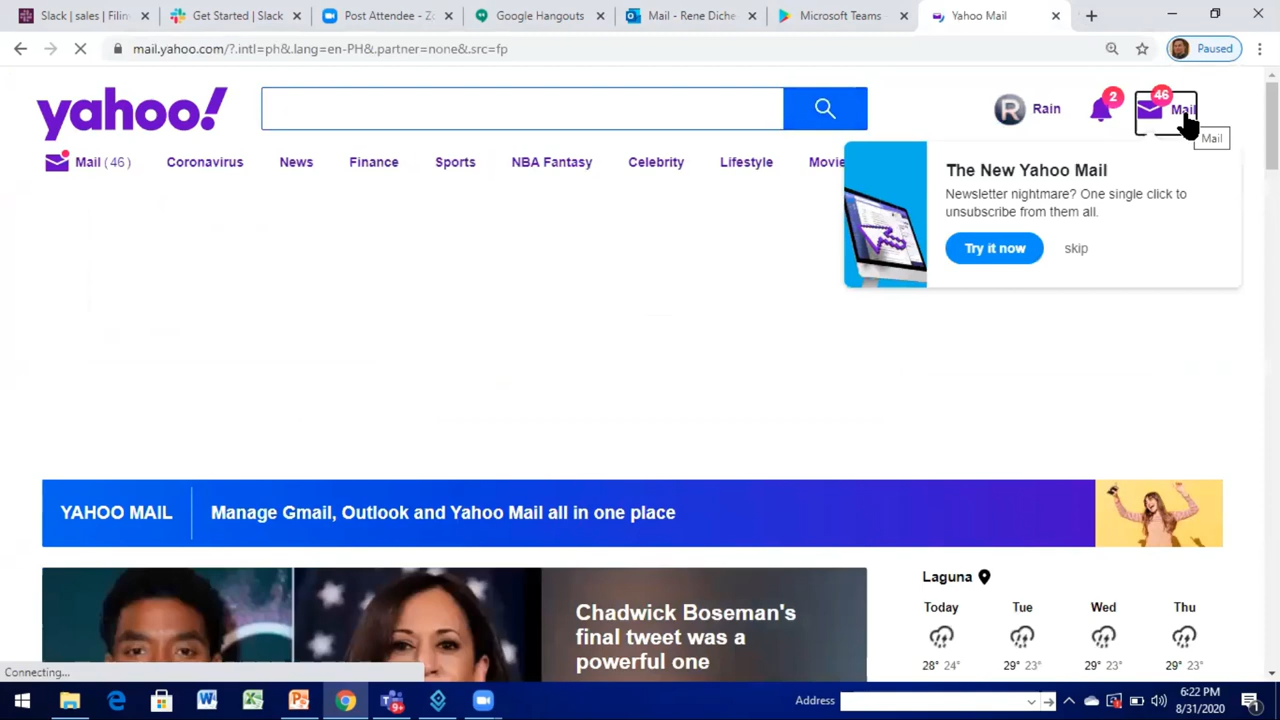 Slack | sales | Filin
Get Started | Slack
Post Attendee - Zo
Google Hangouts
Mail - Rene Diche
Microsoft Teams
Yahoo Mail
mail.yahoo.com/?.intl=ph&.lang=en-PH&.partner=none&.src=fp
Paused
yahoo!
Rain
2
46
Mail
Mail
Mail (46)
Coronavirus
News
Finance
Sports
NBA Fantasy
Celebrity
Lifestyle
Movie
The New Yahoo Mail
Newsletter nightmare? One single click to
unsubscribe from them all.
Try it now
skip
YAHOO MAIL
Manage Gmail, Outlook and Yahoo Mail all in one place
Chadwick Boseman's
final tweet was a
powerful one
Laguna
Today
Tue
Wed
Thu
28° 24°
29° 23°
29° 23°
29° 23°
Connecting...
Address
6:22 PM
8/31/2020